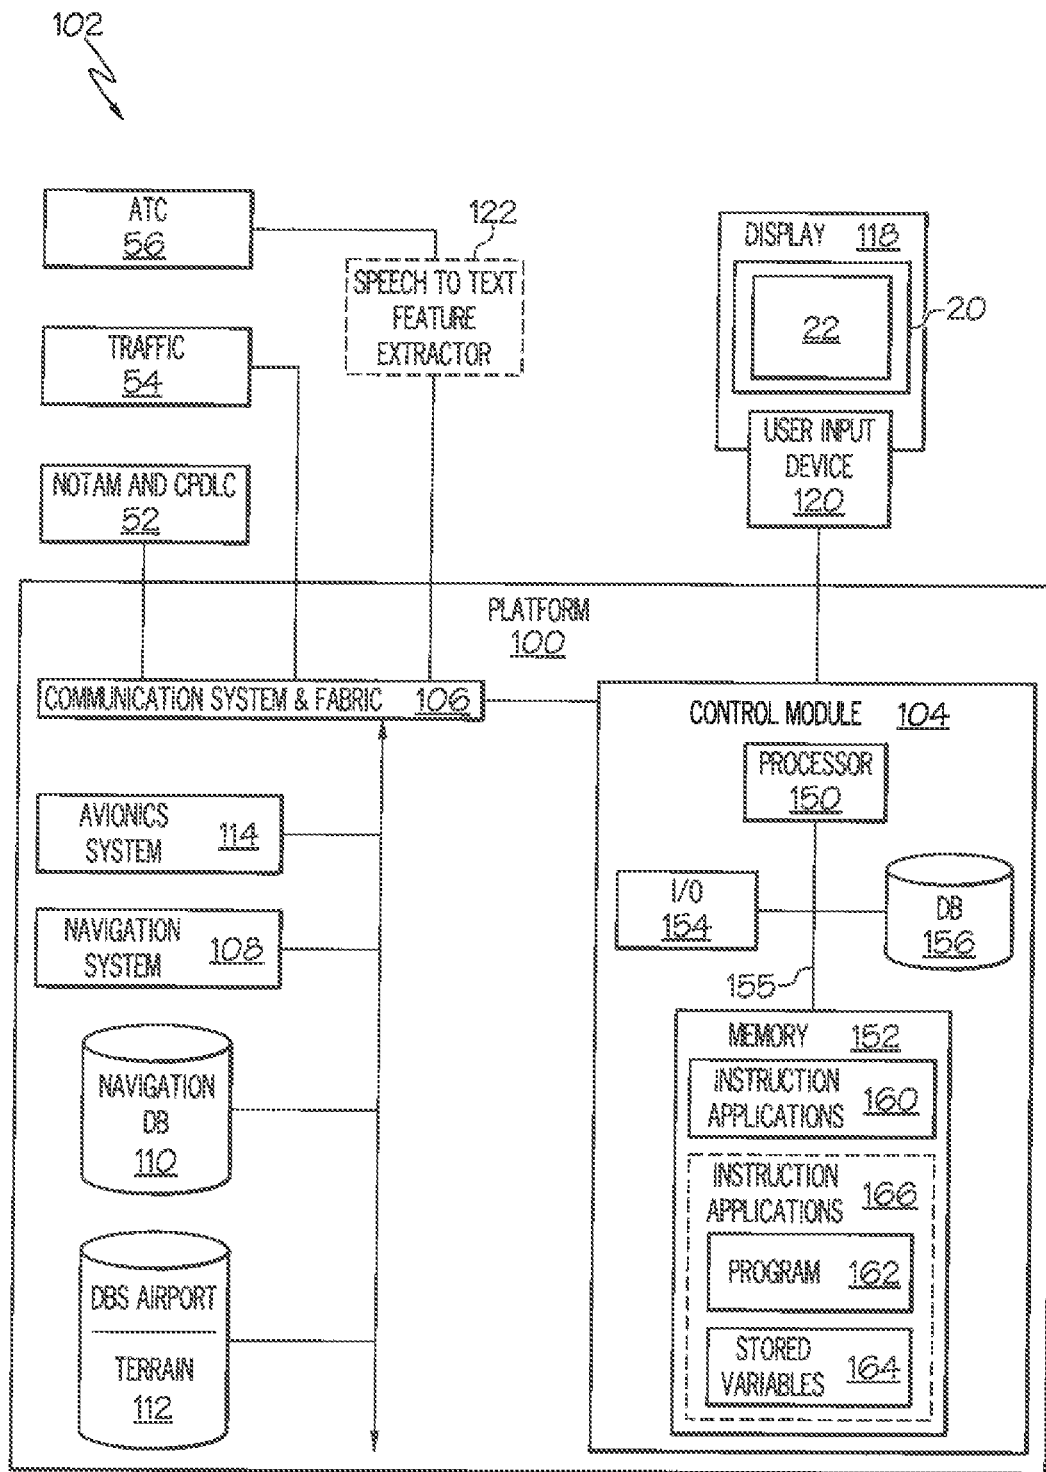 102
ATC
56
122
SPEECH TO TEXT
FEATURE
EXTRACTOR
TRAFFIC
54
NOTAM AND CPDLC
52
DISPLAY 118
22
20
USER INPUT
DEVICE
120
PLATFORM
100
COMMUNICATION SYSTEM & FABRIC 106
AVIONICS
SYSTEM
114
NAVIGATION
SYSTEM
108
NAVIGATION
DB
110
DBS AIRPORT
TERRAIN
112
CONTROL MODULE 104
PROCESSOR
150
I/O
154
DB
156
155
MEMORY 152
INSTRUCTION
APPLICATIONS
160
INSTRUCTION
APPLICATIONS
166
PROGRAM 162
STORED
VARIABLES
164